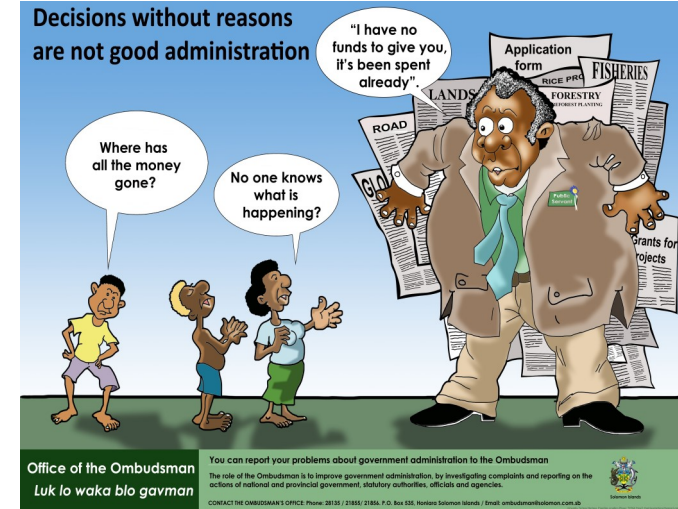 Decisions without reasons
are not good administration
"I have no
funds to give you,
it's been spent
already".
Application
form
FISHERIES
RICE PRO
LANDS
FORESTRY
REFOREST PLANTING
ROAD
GLO
Where has
all the money
gone?
No one knows
what is
happening?
Public
Servant
Grants for
rojects
Office of the Ombudsman
Luk lo waka blo gavman
You can report your problems about government administration to the Ombudsman
The role of the Ombudsman is to improve government administration, by investigating complaints and reporting on the
actions of national and provincial government, statutory authorities, officials and agencies.
CONTACT THE OMBUDSMAN'S OFFICE: Phone: 28135 / 21855/ 21856. P.O. Box 535, Honiara Solomon Islands / Email: ombudsman@solomon.com.sb
Solomon Islands